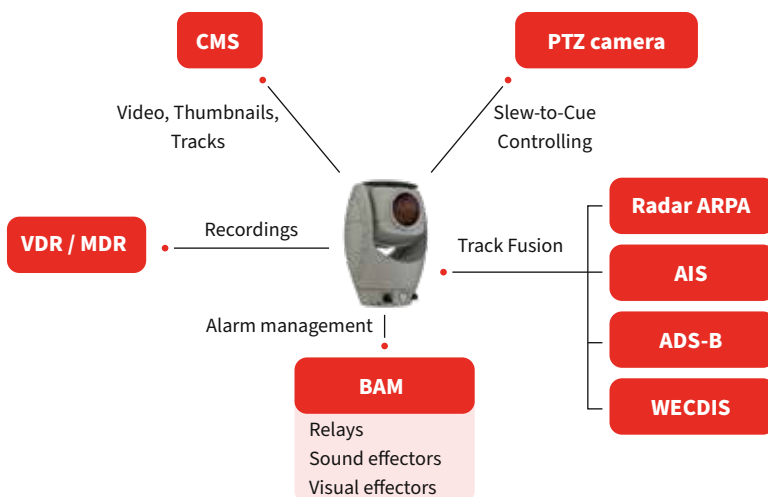 CMS
PTZ camera
Video, Thumbnails,
Tracks
Slew-to-Cue
Controlling
Radar ARPA
VDR / MDR
Recordings
Track Fusion
AIS
Alarm management
ADS-B
BAM
WECDIS
Relays
Sound effectors
Visual effectors